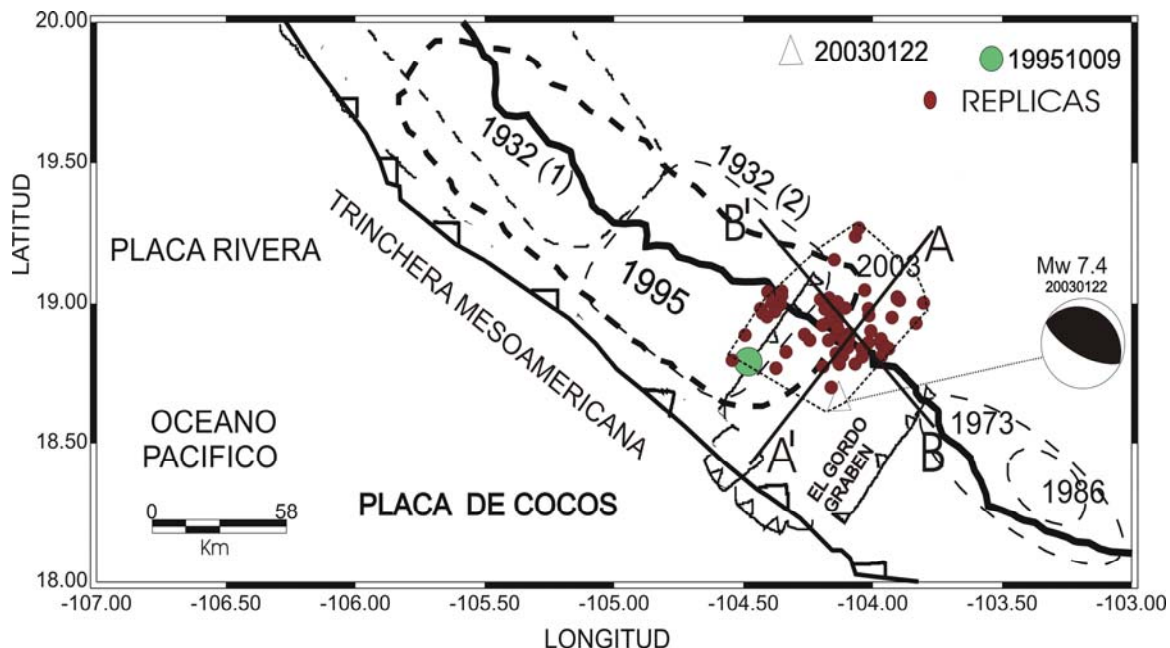 20.00
19.50
19.00
18.50
18.00
LATITUD
20030122
19951009
REPLICAS
1932 (1)
1932 (2)
PLACA RIVERA
TRINCHERA MESOAMERICANA
1995
B'
A
2003
Mw 7.4
20030122
OCEANO
PACIFICO
PLACA DE COCOS
A'
EL GORDO
GRABEN
B
1973
1986
0 58
Km
-107.00 -106.50 -106.00 -105.50 -105.00 -104.50 -104.00 -103.50 -103.00
LONGITUD